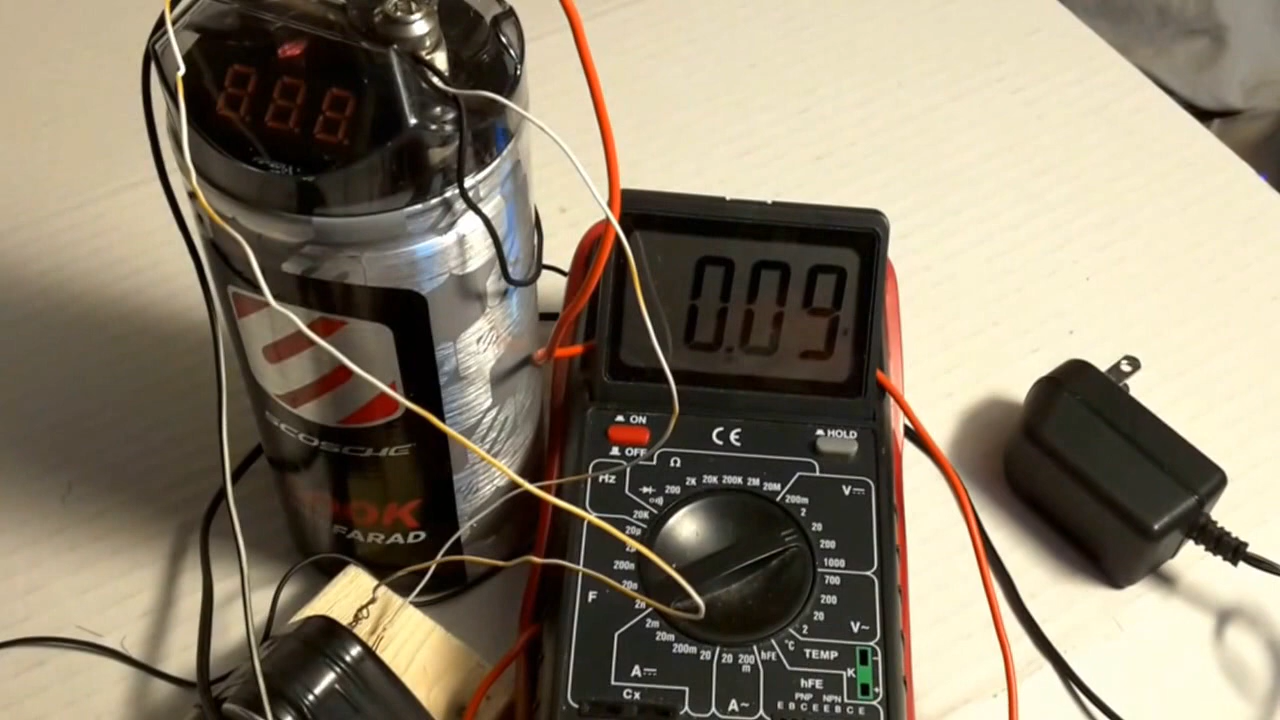 8.8.8.
SCOSCHE
FARAD
0.09
ON
OFF
CE
HOLD
Ω
Hz
200 2K 20K 200K 2M 20M
20K
V
200m
2
20
200
1000
700
200
20
2
V~
F
200n
20n
2n
2m
20m
200m
20
A
20
200
m
A~
hFE
°C
TEMP
K
hFE
PNP NPN
E B C E E B C E
Cx